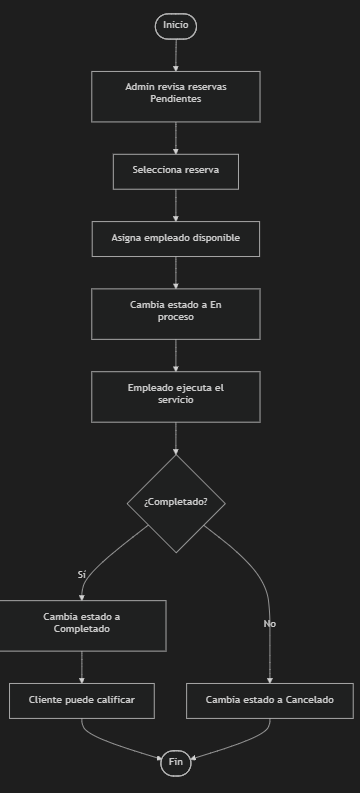 Inicio
Admin revisa reservas
Pendientes
Selecciona reserva
Asigna empleado disponible
Cambia estado a En
proceso
Empleado ejecuta el
servicio
¿Completado?
Sí
No
Cambia estado a
Completado
Cliente puede calificar
Cambia estado a Cancelado
Fin